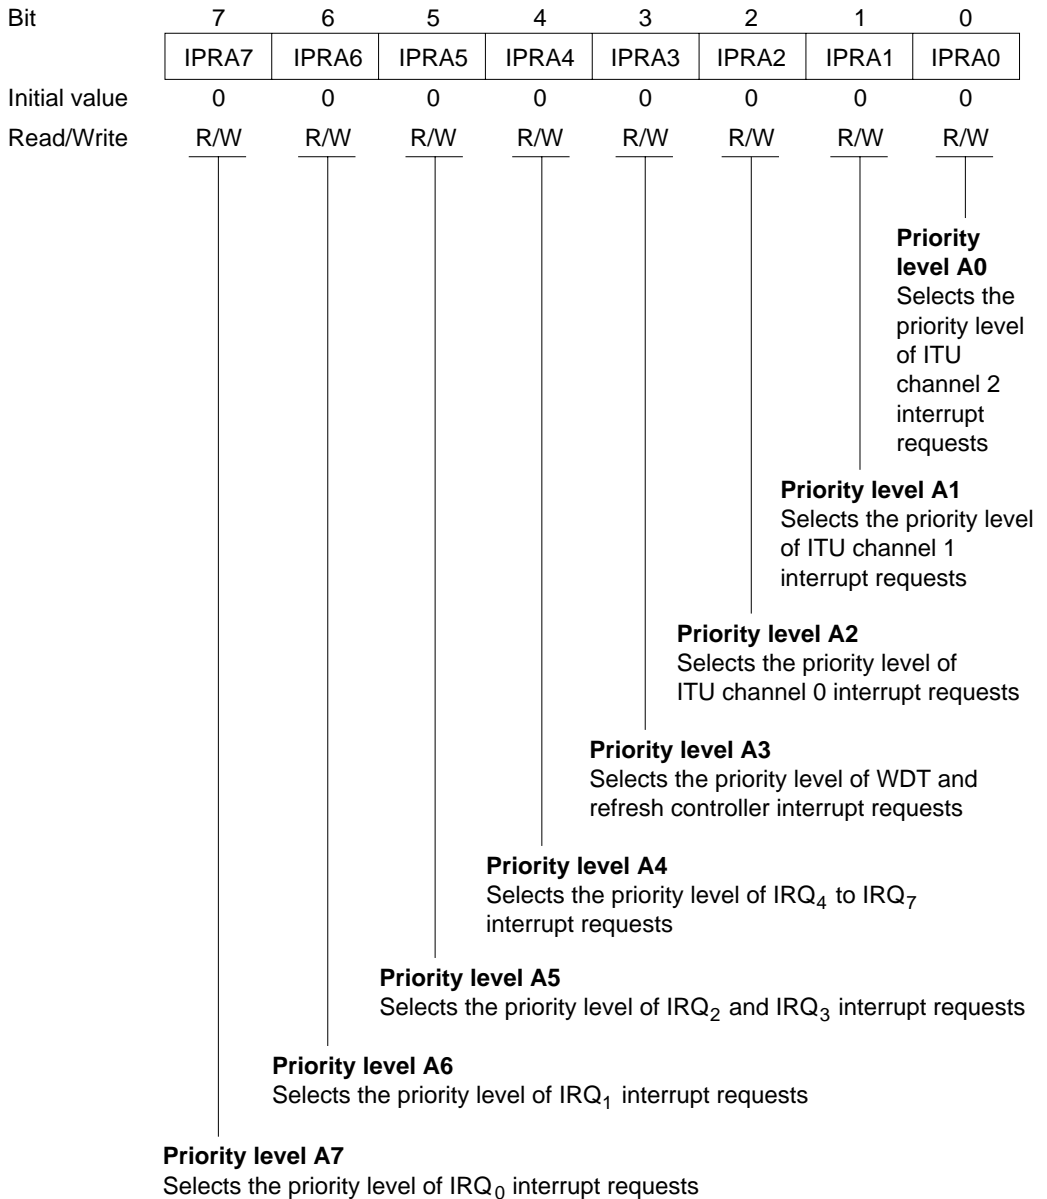 Bit 7 6 5 4 3 2 1 0
IPRA7 IPRA6 IPRA5 IPRA4 IPRA3 IPRA2 IPRA1 IPRA0
Initial value 0 0 0 0 0 0 0 0
Read/Write R/W R/W R/W R/W R/W R/W R/W R/W
Priority
level A0
Selects the
priority level
of ITU
channel 2
interrupt
requests
Priority level A1
Selects the priority level
of ITU channel 1
interrupt requests
Priority level A2
Selects the priority level of
ITU channel 0 interrupt requests
Priority level A3
Selects the priority level of WDT and
refresh controller interrupt requests
Priority level A4
Selects the priority level of IRQ₄ to IRQ₇
interrupt requests
Priority level A5
Selects the priority level of IRQ₂ and IRQ₃ interrupt requests
Priority level A6
Selects the priority level of IRQ₁ interrupt requests
Priority level A7
Selects the priority level of IRQ₀ interrupt requests